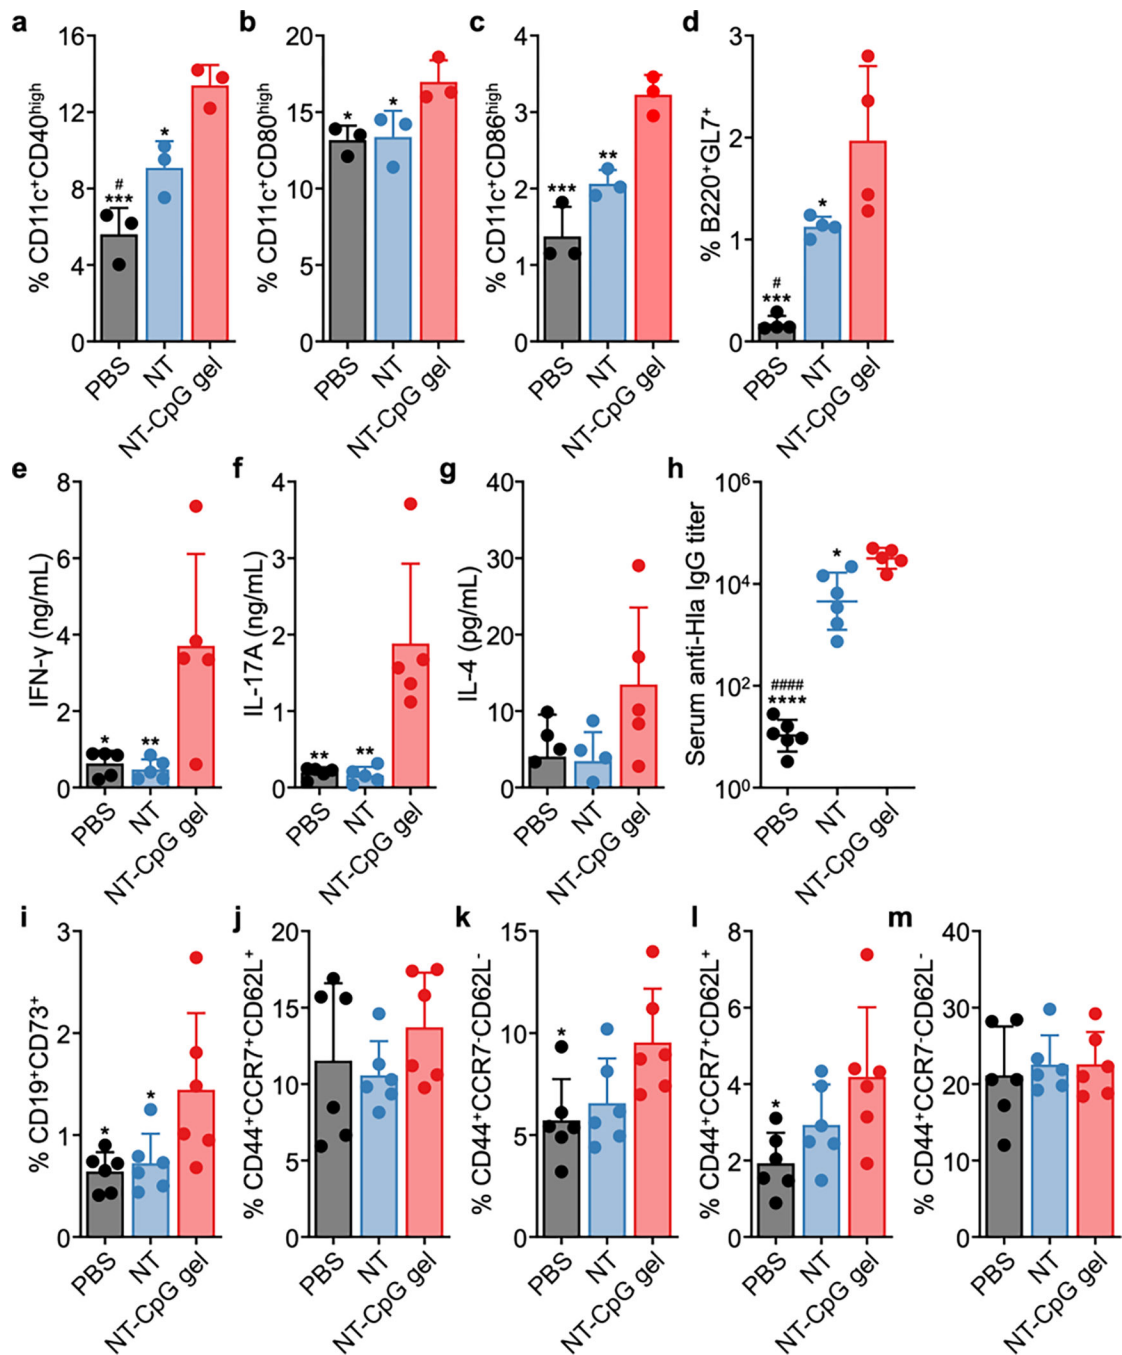 a
% CD11c⁺CD40ʰⁱᵍʰ
16
12
8
4
0
#
***
*
PBS
NT
NT-CpG gel
b
% CD11c⁺CD80ʰⁱᵍʰ
20
15
10
5
0
*
*
PBS
NT
NT-CpG gel
c
% CD11c⁺CD86ʰⁱᵍʰ
4
3
2
1
0
***
**
PBS
NT
NT-CpG gel
d
% B220⁺GL7⁺
3
2
1
0
#
***
*
PBS
NT
NT-CpG gel
e
IFN-γ (ng/mL)
8
6
4
2
0
*
**
PBS
NT
NT-CpG gel
f
IL-17A (ng/mL)
4
3
2
1
0
**
**
PBS
NT
NT-CpG gel
g
IL-4 (pg/mL)
40
30
20
10
0
PBS
NT
NT-CpG gel
h
Serum anti-Hla IgG titer
10⁶
10⁴
10²
10⁰
####
****
*
PBS
NT
NT-CpG gel
i
% CD19⁺CD73⁺
3
2
1
0
*
*
PBS
NT
NT-CpG gel
j
% CD44⁺CCR7⁺CD62L⁺
20
15
10
5
0
PBS
NT
NT-CpG gel
k
% CD44⁺CCR7⁻CD62L⁻
15
10
5
0
*
PBS
NT
NT-CpG gel
l
% CD44⁺CCR7⁺CD62L⁺
8
6
4
2
0
*
PBS
NT
NT-CpG gel
m
% CD44⁺CCR7⁻CD62L⁻
40
30
20
10
0
PBS
NT
NT-CpG gel